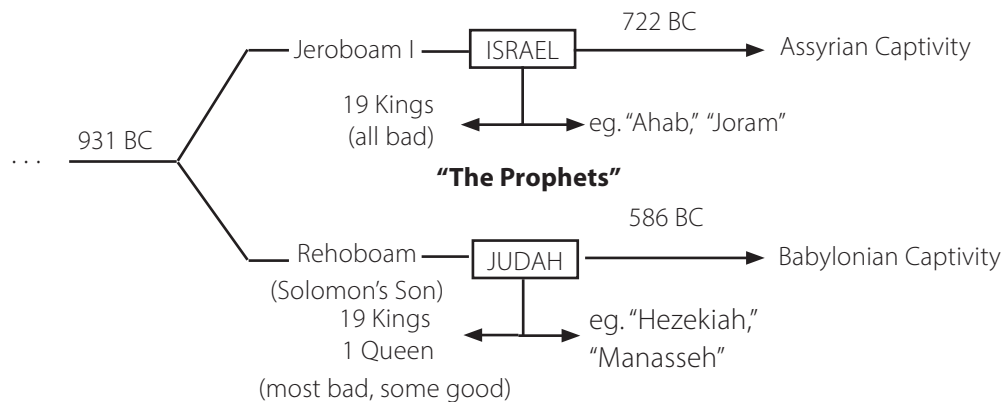 722 BC
Jeroboam I
ISRAEL
Assyrian Captivity
19 Kings
(all bad)
eg. “Ahab,” “Joram”
. . .
931 BC
“The Prophets”
586 BC
Rehoboam
(Solomon’s Son)
JUDAH
Babylonian Captivity
19 Kings
1 Queen
(most bad, some good)
eg. “Hezekiah,”
“Manasseh”